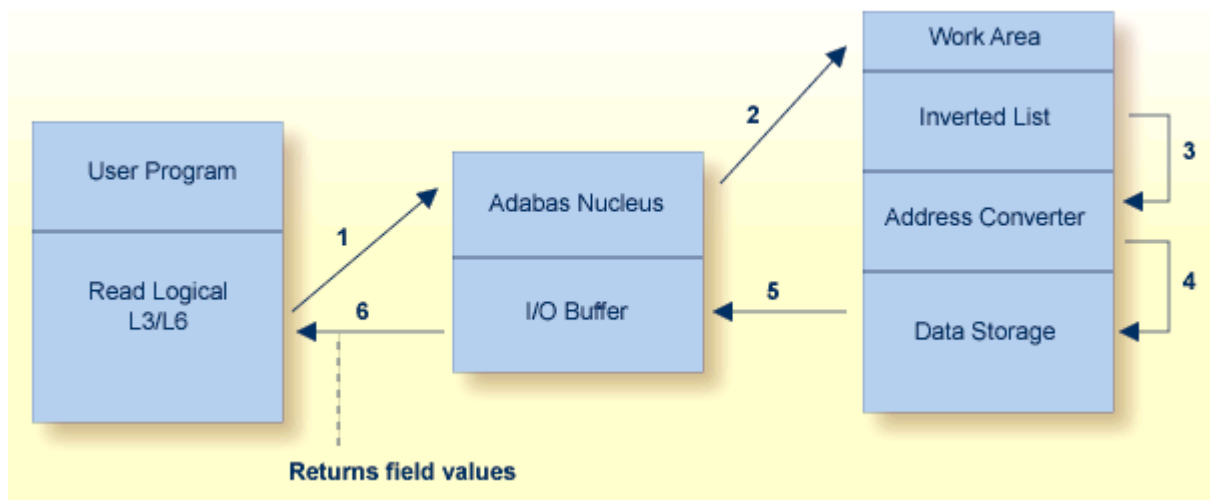 User Program
Read Logical
L3/L6
1
6
Returns field values
Adabas Nucleus
I/O Buffer
2
5
Work Area
Inverted List
Address Converter
Data Storage
3
4